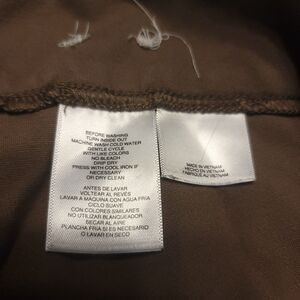 BEFORE WASHING
TURN INSIDE OUT
MACHINE WASH COLD WATER
GENTLE CYCLE
WITH LIKE COLORS
NO BLEACH
DRIP DRY
PRESS WITH COOL IRON IF
NECESSARY
OR DRY CLEAN
ANTES DE LAVAR
VOLTEAR AL REVÉS
LAVAR A MAQUINA CON AGUA FRIA
CICLO SUAVE
CON COLORES SIMILARES
NO UTILIZAR BLANQUEADOR
SECAR AL AIRE
PLANCHA FRIA SI ES NECESARIO
O LAVAR EN SECO
MADE IN VIETNAM
HECHO EN VIETNAM
FABRIQUÉ AU VIETNAM